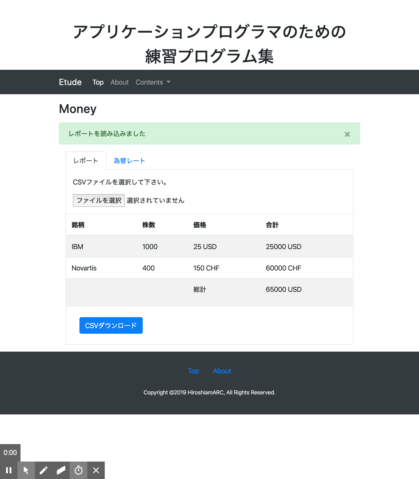 アプリケーションプログラマのための
練習プログラム集
Etude Top About Contents
Money
レポートを読み込みました ×
レポート 為替レート
CSVファイルを選択して下さい。
ファイルを選択 選択されていません
銘柄 株数 価格 合計
IBM 1000 25 USD 25000 USD
Novartis 400 150 CHF 60000 CHF
総計 65000 USD
CSVダウンロード
Top About
Copyright @2019 HiroshiamARC, All Rights Reserved.
0:00